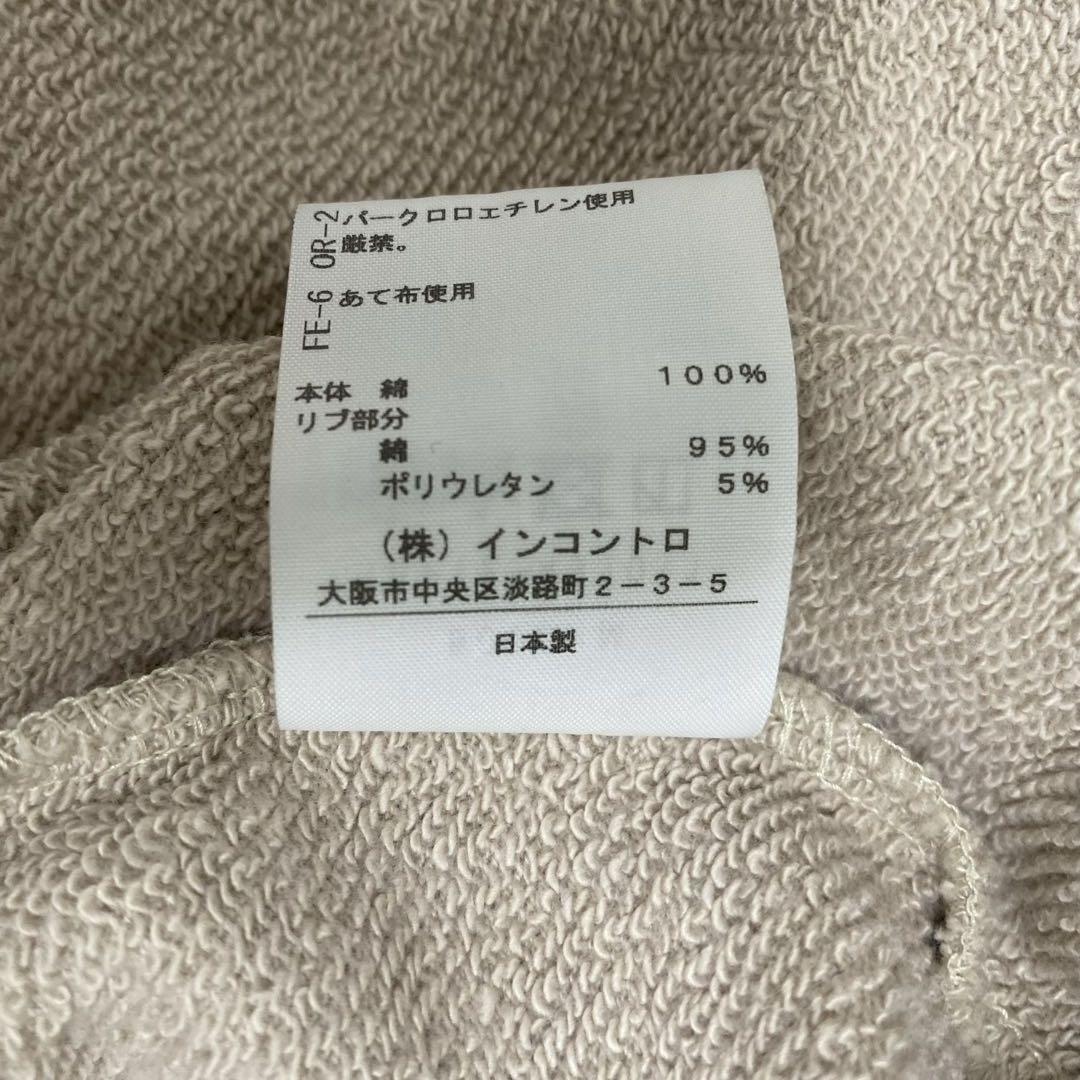 OR-2 パークロロエチレン使用
厳禁。
FE-6 あて布使用
本体 綿 100%
リブ部分
綿 95%
ポリウレタン 5%
(株)インコントロ
大阪市中央区淡路町2-3-5
日本製